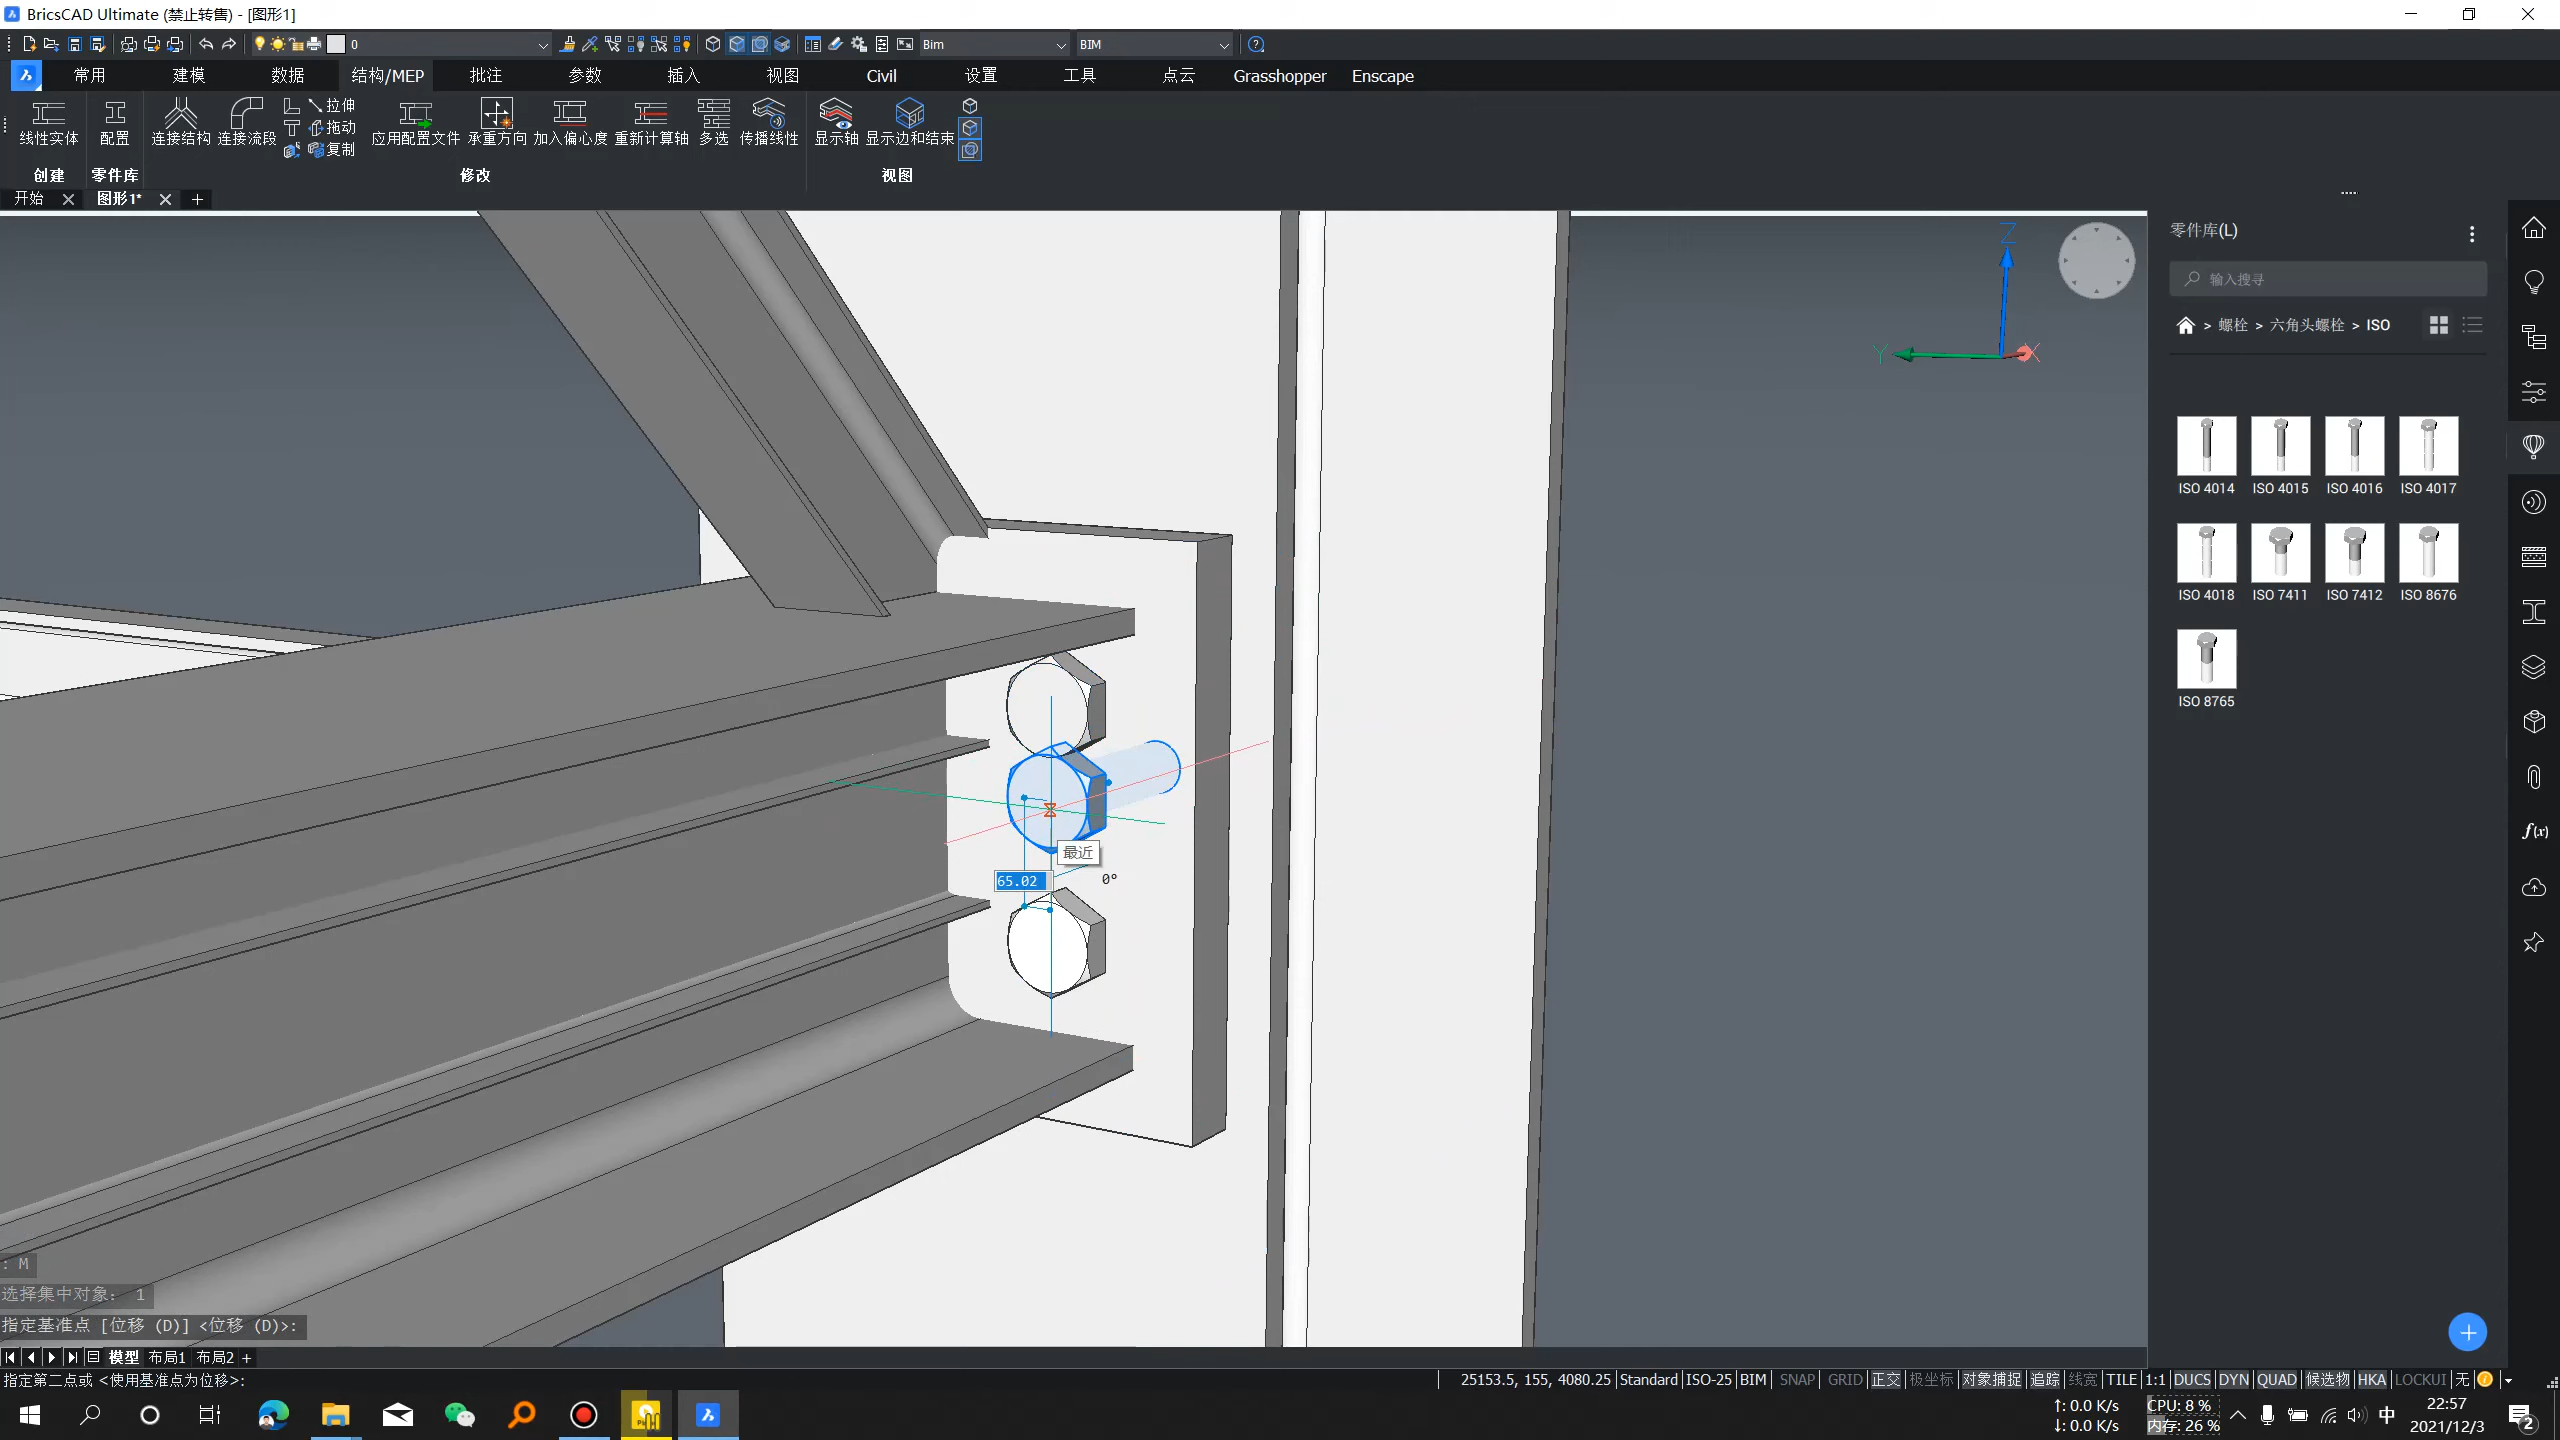 BricsCAD Ultimate (禁止转售) - [图形1]
0
Bim
BIM
常用 建模 数据 结构/MEP 批注 参数 插入 视图 Civil 设置 工具 点云 Grasshopper Enscape
拉伸
拖动
复制
线性实体 配置 连接结构 连接流段 应用配置文件 承重方向 加入偏心度 重新计算轴 多选 传播线性 显示轴 显示边和结束
创建 零件库 修改 视图
开始 图形1*
零件库(L)
输入搜寻
> 螺栓 > 六角头螺栓 > ISO
ISO 4014 ISO 4015 ISO 4016 ISO 4017
ISO 4018 ISO 7411 ISO 7412 ISO 8676
ISO 8765
Z
Y
X
最近
65.02
0°
f(x)
: M
选择集中对象: 1
指定基准点 [位移 (D)] <位移 (D)>:
模型 布局1 布局2 +
指定第二点或 <使用基准点为位移>:
25153.5, 155, 4080.25 Standard ISO-25 BIM SNAP GRID 正交 极坐标 对象捕捉 追踪 线宽 TILE 1:1 DUCS DYN QUAD 候选物 HKA LOCKUI 无
↑: 0.0 K/s
↓: 0.0 K/s
CPU: 8 %
内存: 26 %
中
22:57
2021/12/3
2